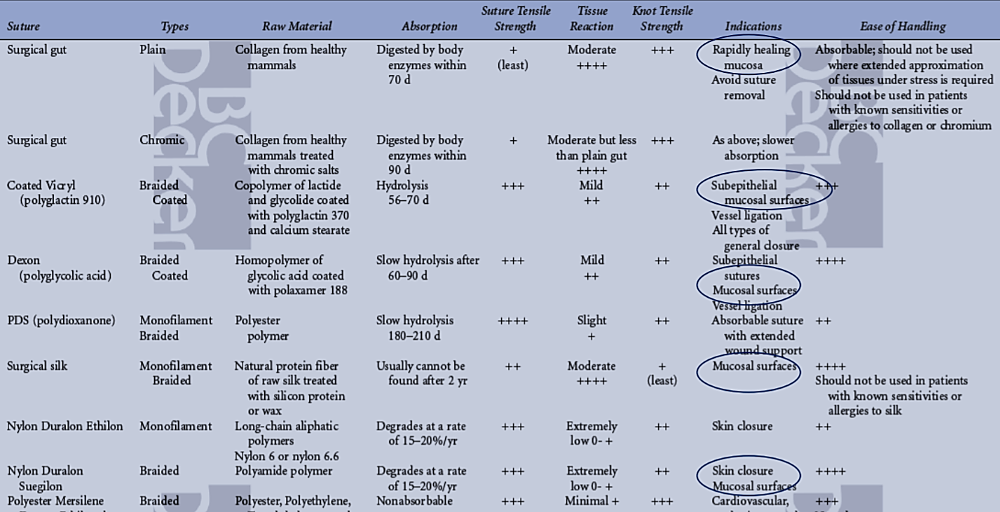 Suture Types Raw Material Absorption Suture Tensile Strength Tissue Reaction Knot Tensile Strength Indications Ease of Handling
Surgical gut Plain Collagen from healthy Digested by body + Moderate +++ Rapidly healing Absorbable; should not be used
mammals enzymes within (least) ++++ mucosa where extended approximation
70 d Avoid suture of tissues under stress is required
removal Should not be used in patients
with known sensitivities or
allergies to collagen or chromium
Surgical gut Chromic Collagen from healthy Digested by body + Moderate but less +++ As above; slower
mammals treated enzymes within than plain gut absorption
with chromic salts 90 d ++++
Coated Vicryl Braided Copolymer of lactide Hydrolysis +++ Mild ++ Subepithelial +++
(polyglactin 910) Coated and glycolide coated 56–70 d ++ mucosal surfaces
with polyglactin 370 Vessel ligation
and calcium stearate All types of
general closure
Dexon Braided Homopolymer of Slow hydrolysis after +++ Mild ++ Subepithelial ++++
(polyglycolic acid) Coated glycolic acid coated 60–90 d ++ sutures
with polaxamer 188 Mucosal surfaces
Vessel ligation
PDS (polydioxanone) Monofilament Polyester Slow hydrolysis ++++ Slight ++ Absorbable suture ++
Braided polymer 180–210 d + with extended
wound support
Surgical silk Monofilament Natural protein fiber Usually cannot be ++ Moderate + Mucosal surfaces ++++
Braided of raw silk treated found after 2 yr ++++ (least) Should not be used in patients
with silicon protein with known sensitivities or
or wax allergies to silk
Nylon Duralon Ethilon Monofilament Long-chain aliphatic Degrades at a rate +++ Extremely ++ Skin closure ++
polymers of 15–20%/yr low 0- +
Nylon 6 or nylon 6.6
Nylon Duralon Braided Polyamide polymer Degrades at a rate +++ Extremely ++ Skin closure ++++
Suegilon of 15–20%/yr low 0- + Mucosal surfaces
Polyester Mersilene Braided Polyester, Polyethylene, Nonabsorbable +++ Minimal + +++ Cardiovascular, +++
BC
Decker
BC
Decker